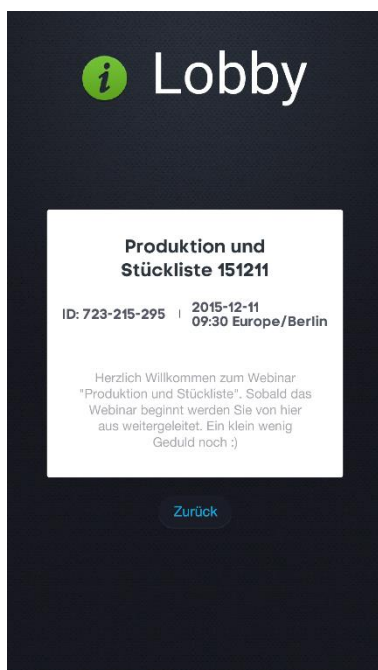 i Lobby
Produktion und
Stückliste 151211
ID: 723-215-295 | 2015-12-11
09:30 Europe/Berlin
Herzlich Willkommen zum Webinar
"Produktion und Stückliste". Sobald das
Webinar beginnt werden Sie von hier
aus weitergeleitet. Ein klein wenig
Geduld noch :)
Zurück